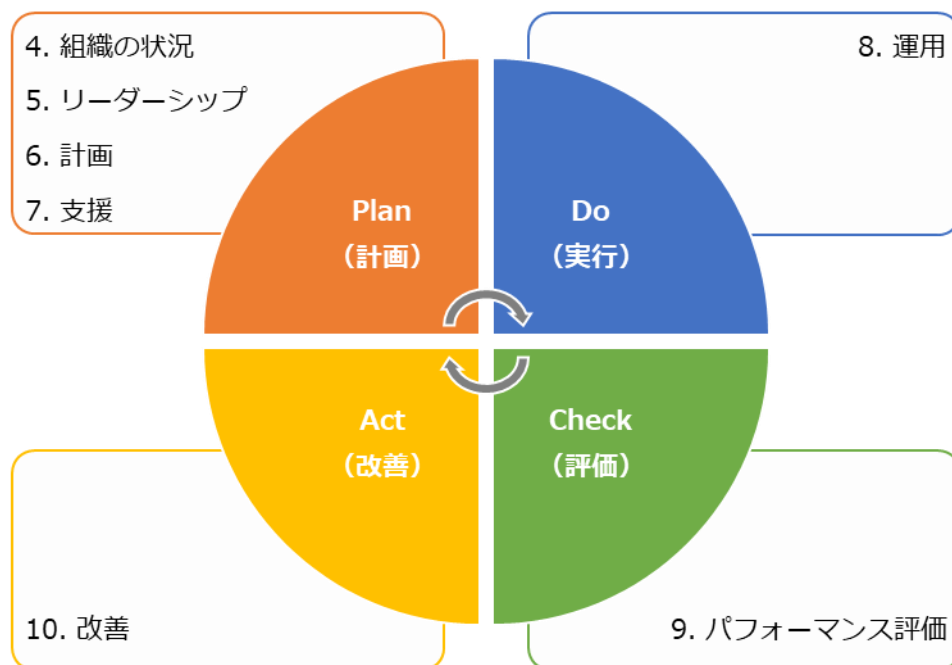 4. 組織の状況
5. リーダーシップ
6. 計画
7. 支援
8. 運用
Plan
（計画）
Do
（実行）
Act
（改善）
Check
（評価）
10. 改善
9. パフォーマンス評価